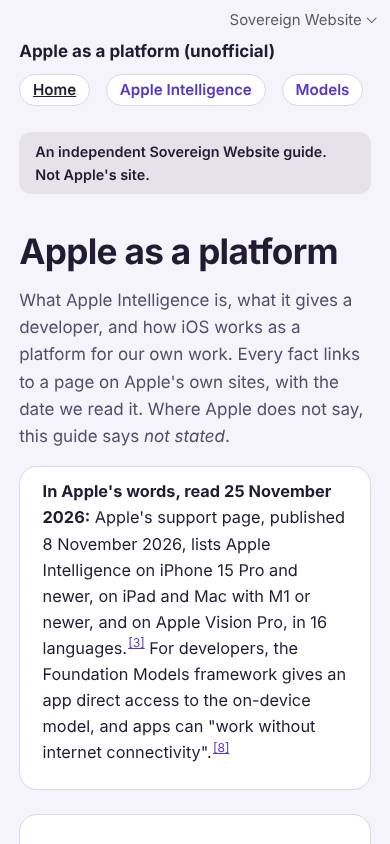 Sovereign Website
Apple as a platform (unofficial)
Home
Apple Intelligence
Models
An independent Sovereign Website guide.
Not Apple's site.
Apple as a platform
What Apple Intelligence is, what it gives a
developer, and how iOS works as a
platform for our own work. Every fact links
to a page on Apple's own sites, with the
date we read it. Where Apple does not say,
this guide says not stated.
In Apple's words, read 25 November
2026: Apple's support page, published
8 November 2026, lists Apple
Intelligence on iPhone 15 Pro and
newer, on iPad and Mac with M1 or
newer, and on Apple Vision Pro, in 16
languages.[3] For developers, the
Foundation Models framework gives an
app direct access to the on-device
model, and apps can "work without
internet connectivity".[8]